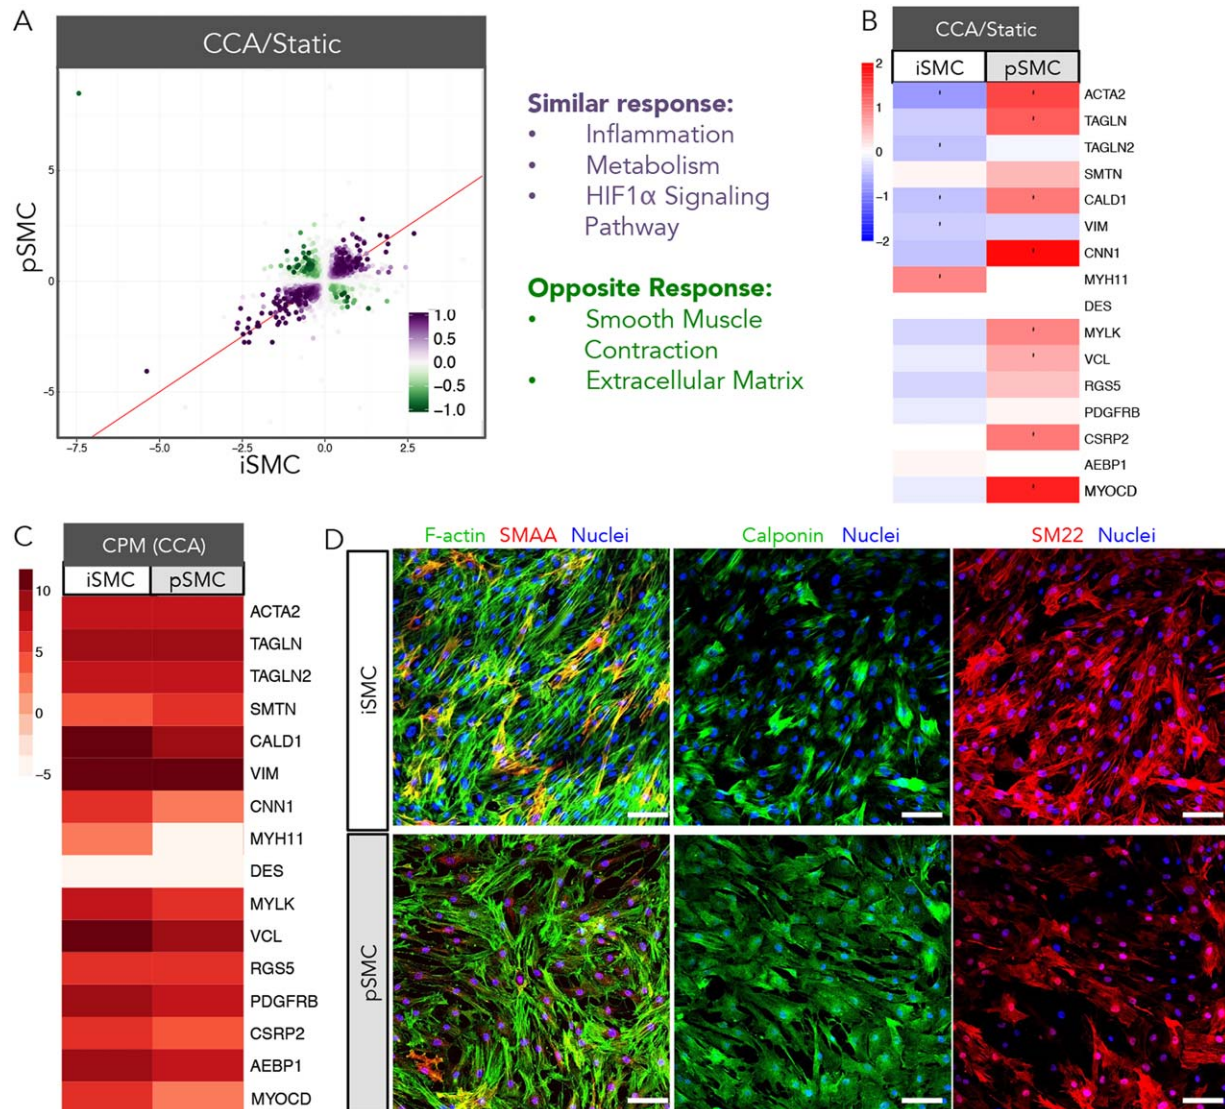 A
CCA/Static
pSMC
5
0
−5
−7.5
−5.0
−2.5
0.0
2.5
iSMC
1.0
0.5
0.0
−0.5
−1.0
Similar response:
• Inflammation
• Metabolism
• HIF1α Signaling
Pathway
Opposite Response:
• Smooth Muscle
Contraction
• Extracellular Matrix
B
CCA/Static
iSMC pSMC
2
1
0
−1
−2
ACTA2
TAGLN
TAGLN2
SMTN
CALD1
VIM
CNN1
MYH11
DES
MYLK
VCL
RGS5
PDGFRB
CSRP2
AEBP1
MYOCD
C
CPM (CCA)
iSMC pSMC
10
5
0
−5
ACTA2
TAGLN
TAGLN2
SMTN
CALD1
VIM
CNN1
MYH11
DES
MYLK
VCL
RGS5
PDGFRB
CSRP2
AEBP1
MYOCD
D
F-actin SMAA Nuclei
Calponin Nuclei
SM22 Nuclei
iSMC
pSMC